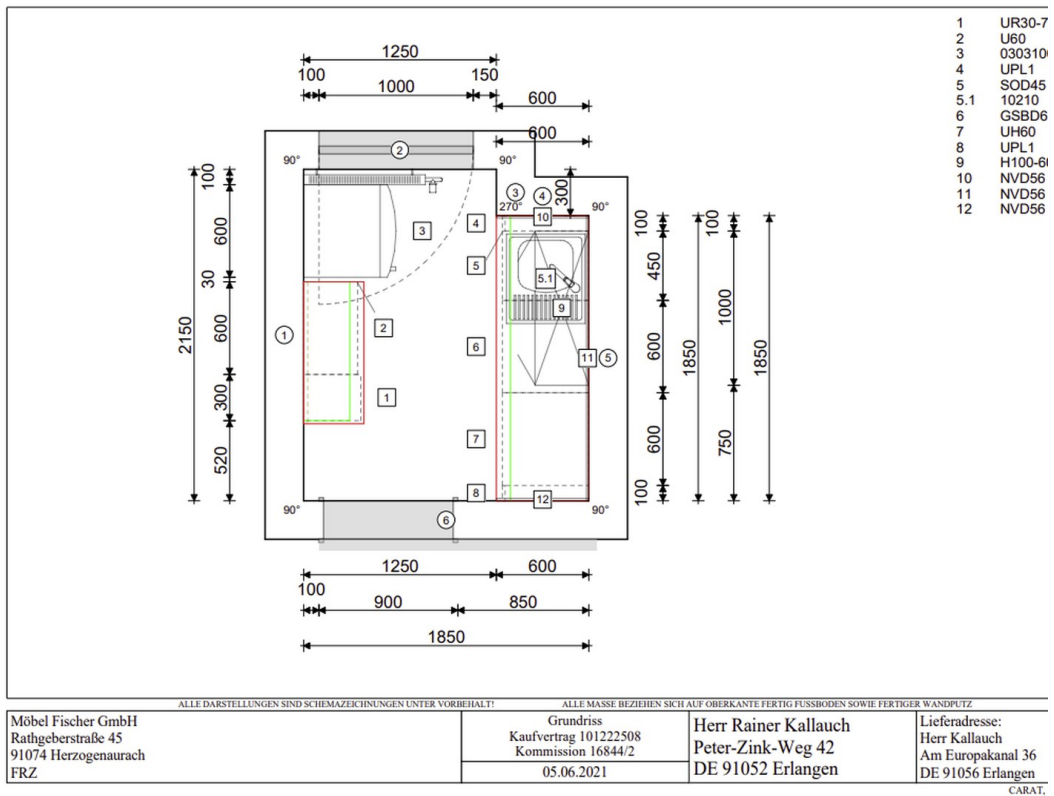 1 UR30-7
2 U60
3 030310
4 UPL1
5 SOD45
5.1 10210
6 GSBD6
7 UH60
8 UPL1
9 H100-60
10 NVD56
11 NVD56
12 NVD56
1250
100 1000 150
600
600
2
90° 90°
300
3 4
270° 90°
100 600 30 600 300 520
2150
1
3
4
10
5
5.1
9
2
6
11 5
1
7
8
12
100 450 600 600 100
1850
100 1000 750
1850
90° 90°
6
1250 600
100
900 850
1850
ALLE DARSTELLUNGEN SIND SCHEMAZEICHNUNGEN UNTER VORBEHALT! ALLE MASSE BEZIEHEN SICH AUF OBERKANTE FERTIG FUSSBODEN SOWIE FERTIGER WANDPUTZ
Möbel Fischer GmbH
Rathgeberstraße 45
91074 Herzogenaurach
FRZ
Grundriss
Kaufvertrag 101222508
Kommission 16844/2
05.06.2021
Herr Rainer Kallauch
Peter-Zink-Weg 42
DE 91052 Erlangen
Lieferadresse:
Herr Kallauch
Am Europakanal 36
DE 91056 Erlangen
CARAT,